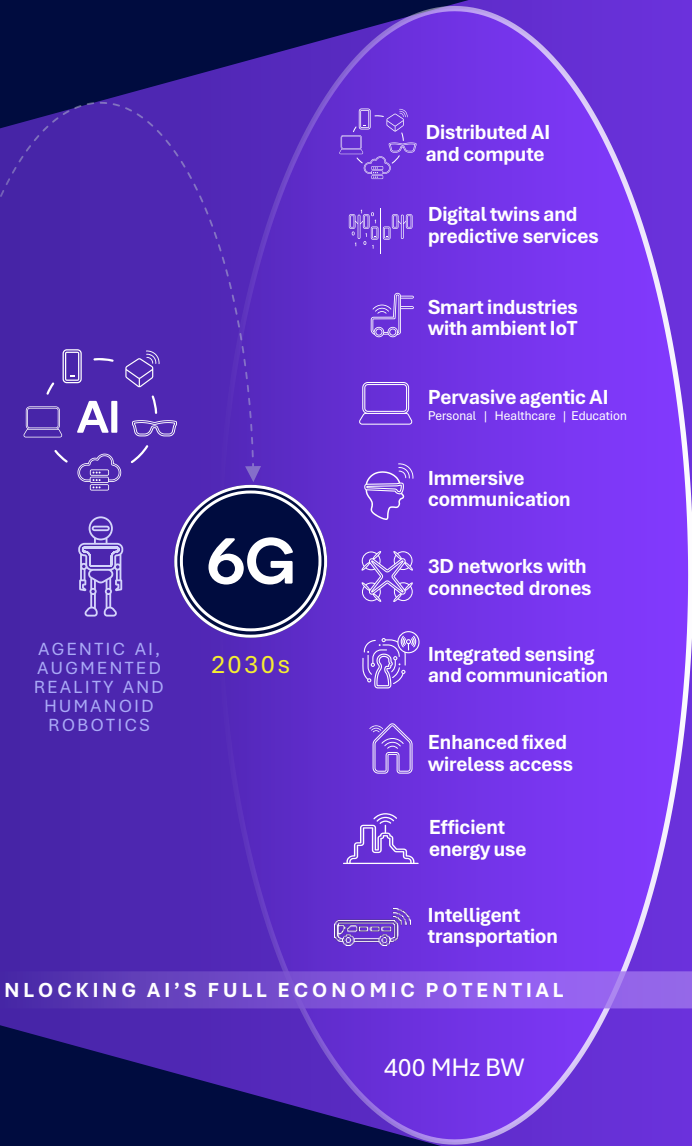 AI
AGENTIC AI,
AUGMENTED
REALITY AND
HUMANOID
ROBOTICS
6G
2030s
Distributed AI
and compute
Digital twins and
predictive services
Smart industries
with ambient IoT
Pervasive agentic AI
Personal | Healthcare | Education
Immersive
communication
3D networks with
connected drones
Integrated sensing
and communication
Enhanced fixed
wireless access
Efficient
energy use
Intelligent
transportation
NLOCKING AI’S FULL ECONOMIC POTENTIAL
400 MHz BW